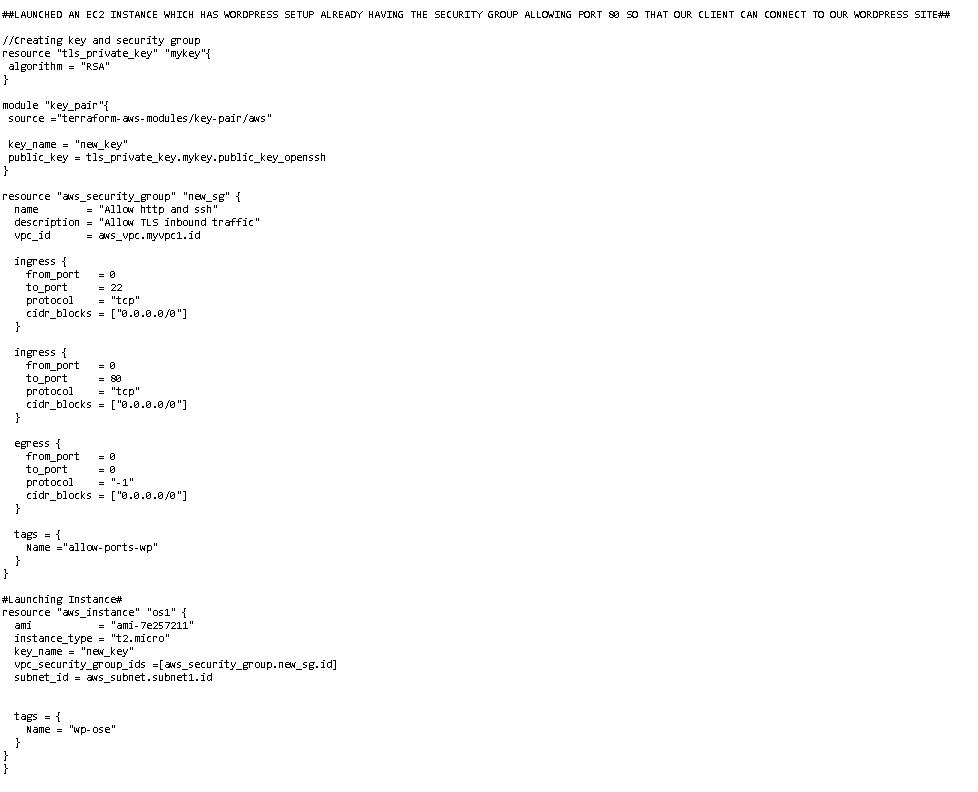 ##LAUNCHED AN EC2 INSTANCE WHICH HAS WORDPRESS SETUP ALREADY HAVING THE SECURITY GROUP ALLOWING PORT 80 SO THAT OUR CLIENT CAN CONNECT TO OUR WORDPRESS SITE##

//Creating key and security group
resource "tls_private_key" "mykey"{
 algorithm = "RSA"
}

module "key_pair"{
 source ="terraform-aws-modules/key-pair/aws"

 key_name = "new_key"
 public_key = tls_private_key.mykey.public_key_openssh
}

resource "aws_security_group" "new_sg" {
  name        = "Allow http and ssh"
  description = "Allow TLS inbound traffic"
  vpc_id      = aws_vpc.myvpc1.id

  ingress {
    from_port   = 0
    to_port     = 22
    protocol    = "tcp"
    cidr_blocks = ["0.0.0.0/0"]
  }

  ingress {
    from_port   = 0
    to_port     = 80
    protocol    = "tcp"
    cidr_blocks = ["0.0.0.0/0"]
  }

  egress {
    from_port   = 0
    to_port     = 0
    protocol    = "-1"
    cidr_blocks = ["0.0.0.0/0"]
  }

  tags = {
    Name ="allow-ports-wp"
  }
}

#Launching Instance#
resource "aws_instance" "os1" {
  ami           = "ami-7e257211"
  instance_type = "t2.micro"
  key_name = "new_key"
  vpc_security_group_ids =[aws_security_group.new_sg.id]
  subnet_id = aws_subnet.subnet1.id


  tags = {
    Name = "wp-ose"
  }
}
}